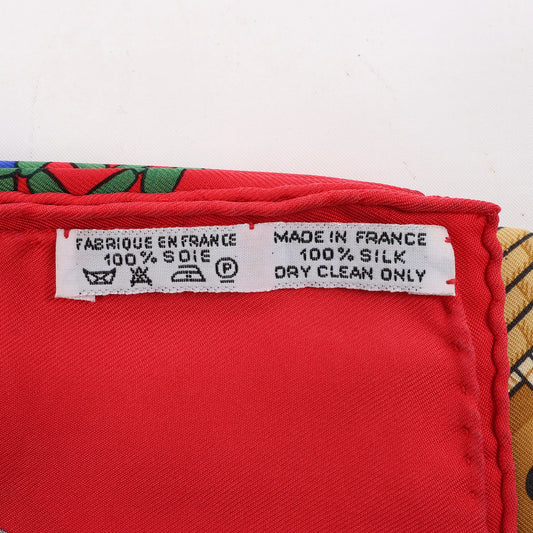 FABRIQUE EN FRANCE
100% SOIE
P
MADE IN FRANCE
100% SILK
DRY CLEAN ONLY